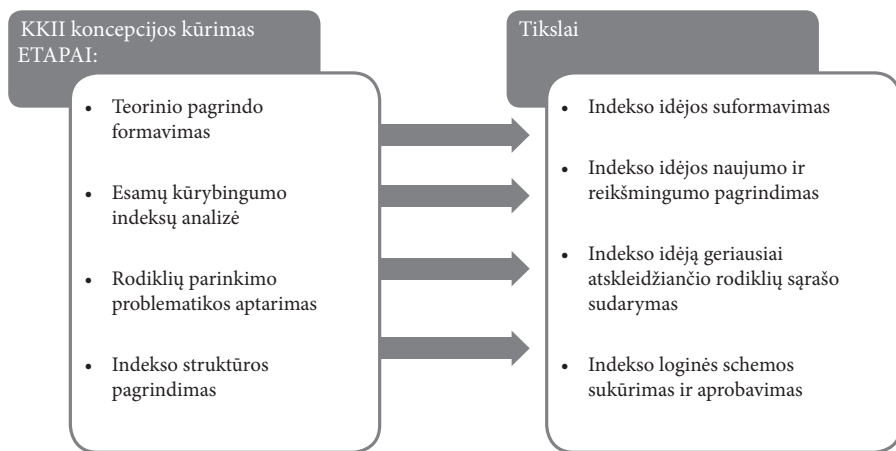 KKII koncepcijos kūrimas
ETAPAI:
• Teorinio pagrindo
formavimas
• Esamų kūrybingumo
indeksų analizė
• Rodiklių parinkimo
problematikos aptarimas
• Indekso struktūros
pagrindimas
Tikslai
• Indekso idėjos suformavimas
• Indekso idėjos naujumo ir
reikšmingumo pagrindimas
• Indekso idėją geriausiai
atskleidžančio rodiklių sąrašo
sudarymas
• Indekso loginės schemos
sukūrimas ir aprobavimas